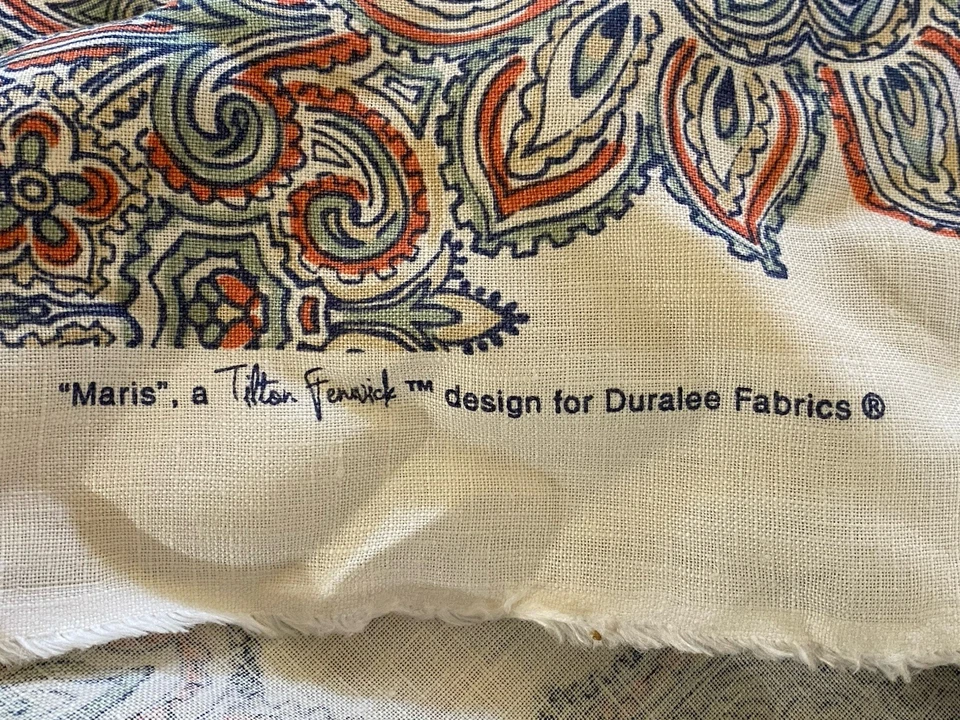 “Maris”, a Tilton Fenwick ™ design for Duralee Fabrics ®